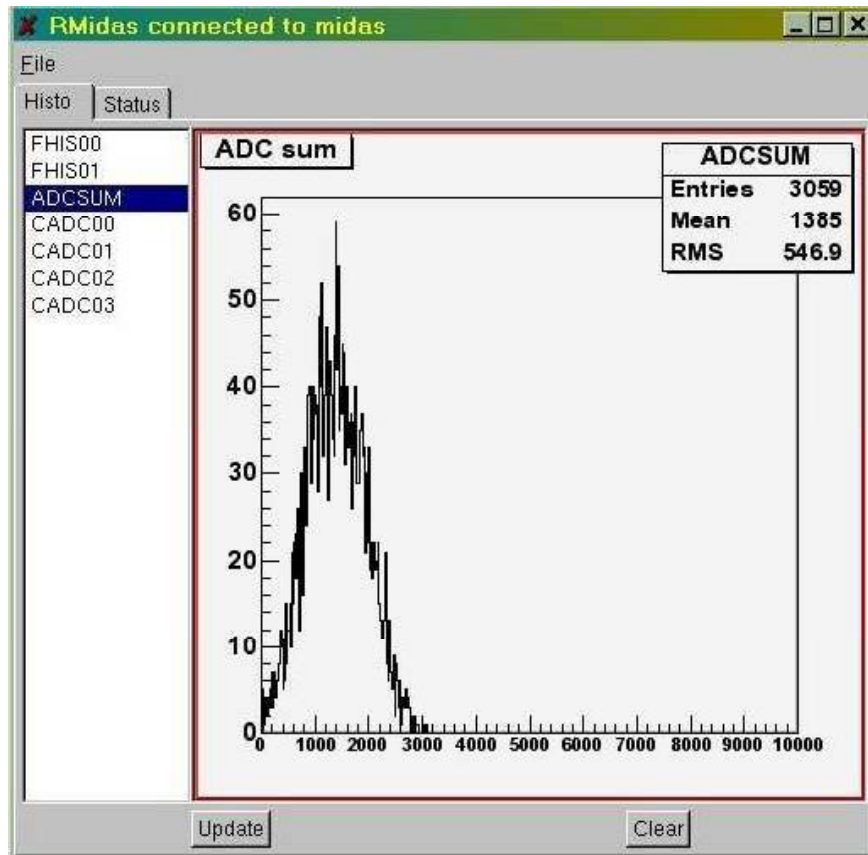 RMidas connected to midas
File
Histo Status
FHIS00
FHIS01
ADCSUM
CADC00
CADC01
CADC02
CADC03
ADC sum
ADCSUM
Entries 3059
Mean 1385
RMS 546.9
60
50
40
30
20
10
0
0 1000 2000 3000 4000 5000 6000 7000 8000 9000 10000
Update Clear